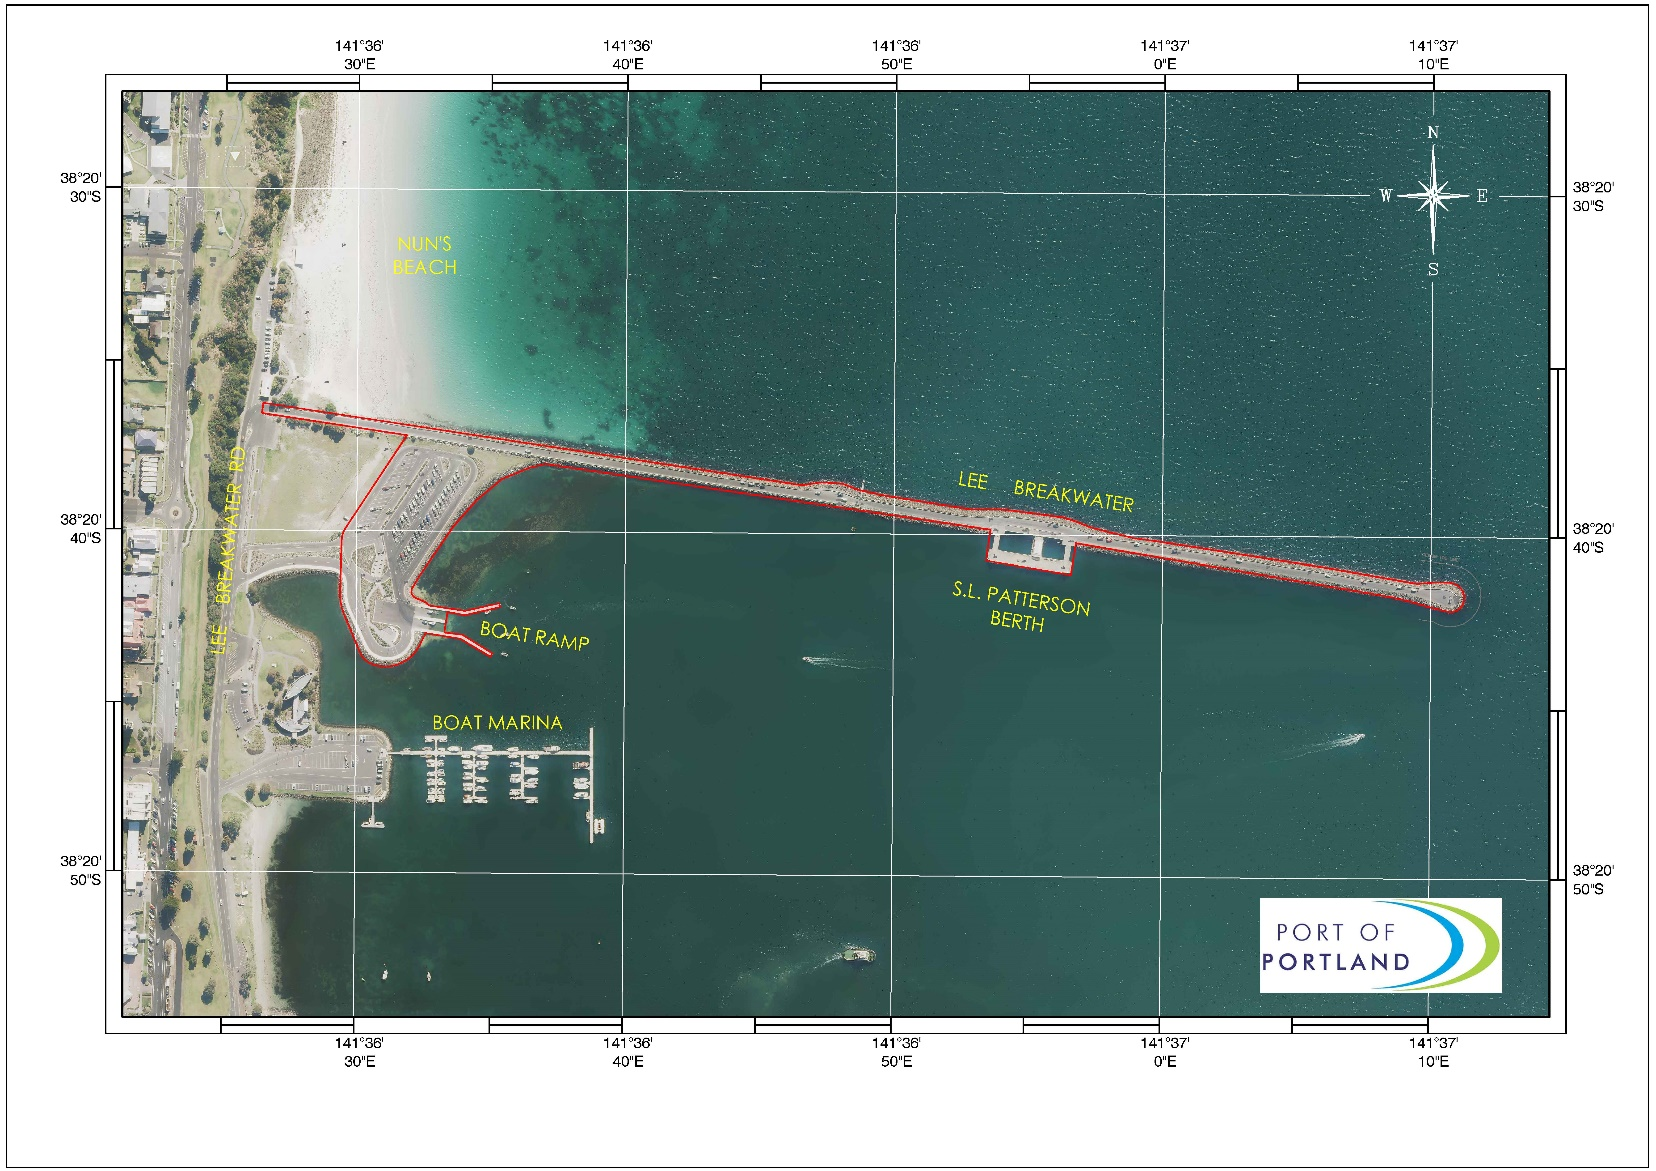 141°36' 141°36' 141°36' 141°37' 141°37'
30"E 40"E 50"E 0"E 10"E
38°20'
30"S
38°20'
30"S
N
W E
S
NUN'S
BEACH
LEE BREAKWATER RD
LEE BREAKWATER
38°20'
40"S
38°20'
40"S
S.L. PATTERSON
BERTH
BOAT RAMP
BOAT MARINA
38°20'
50"S
38°20'
50"S
PORT OF
PORTLAND
141°36' 141°36' 141°36' 141°37' 141°37'
30"E 40"E 50"E 0"E 10"E